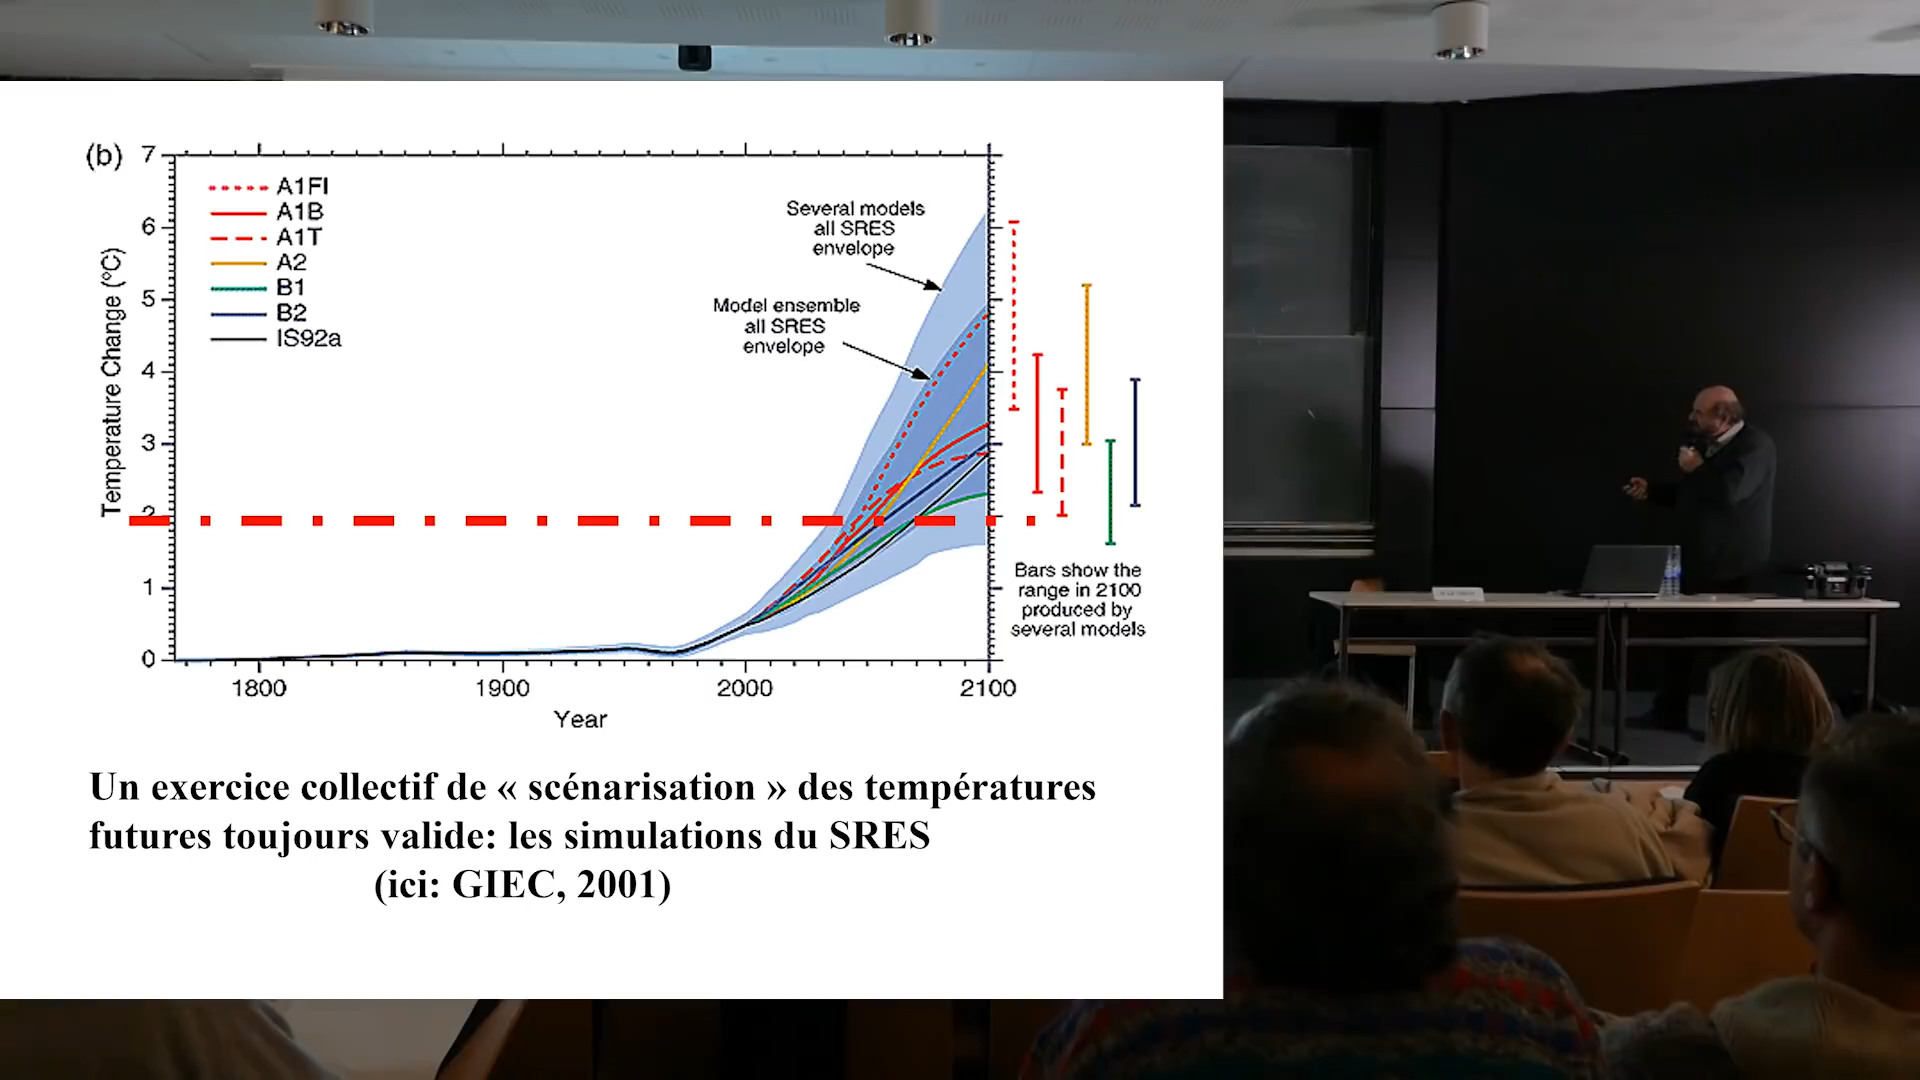 (b)
7
6
5
4
3
2
1
0
Temperature Change (°C)
A1FI
A1B
A1T
A2
B1
B2
IS92a
Several models
all SRES
envelope
Model ensemble
all SRES
envelope
Bars show the
range in 2100
produced by
several models
1800
1900
2000
2100
Year
Un exercice collectif de « scénarisation » des températures
futures toujours valide: les simulations du SRES
(ici: GIEC, 2001)